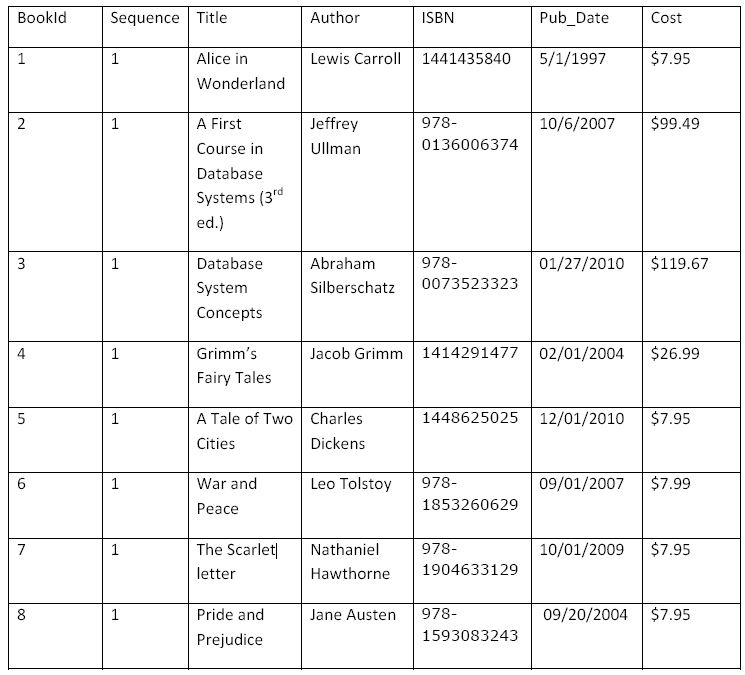 BookId Sequence Title Author ISBN Pub_Date Cost
1 1 Alice in Lewis Carroll 1441435840 5/1/1997 $7.95
Wonderland
2 1 A First Jeffrey 978- 10/6/2007 $99.49
Course in Ullman 0136006374
Database
Systems (3rd
ed.)
3 1 Database Abraham 978- 01/27/2010 $119.67
System Silberschatz 0073523323
Concepts
4 1 Grimm’s Jacob Grimm 1414291477 02/01/2004 $26.99
Fairy Tales
5 1 A Tale of Two Charles 1448625025 12/01/2010 $7.95
Cities Dickens
6 1 War and Leo Tolstoy 978- 09/01/2007 $7.99
Peace 1853260629
7 1 The Scarlet Nathaniel 978- 10/01/2009 $7.95
letter Hawthorne 1904633129
8 1 Pride and Jane Austen 978- 09/20/2004 $7.95
Prejudice 1593083243